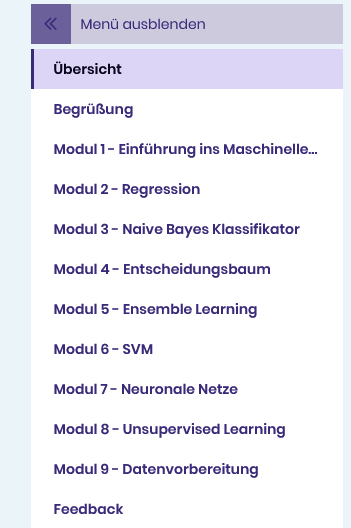 Menü ausblenden
Übersicht
Begrüßung
Modul 1 - Einführung ins Maschinelle...
Modul 2 - Regression
Modul 3 - Naive Bayes Klassifikator
Modul 4 - Entscheidungsbaum
Modul 5 - Ensemble Learning
Modul 6 - SVM
Modul 7 - Neuronale Netze
Modul 8 - Unsupervised Learning
Modul 9 - Datenvorbereitung
Feedback